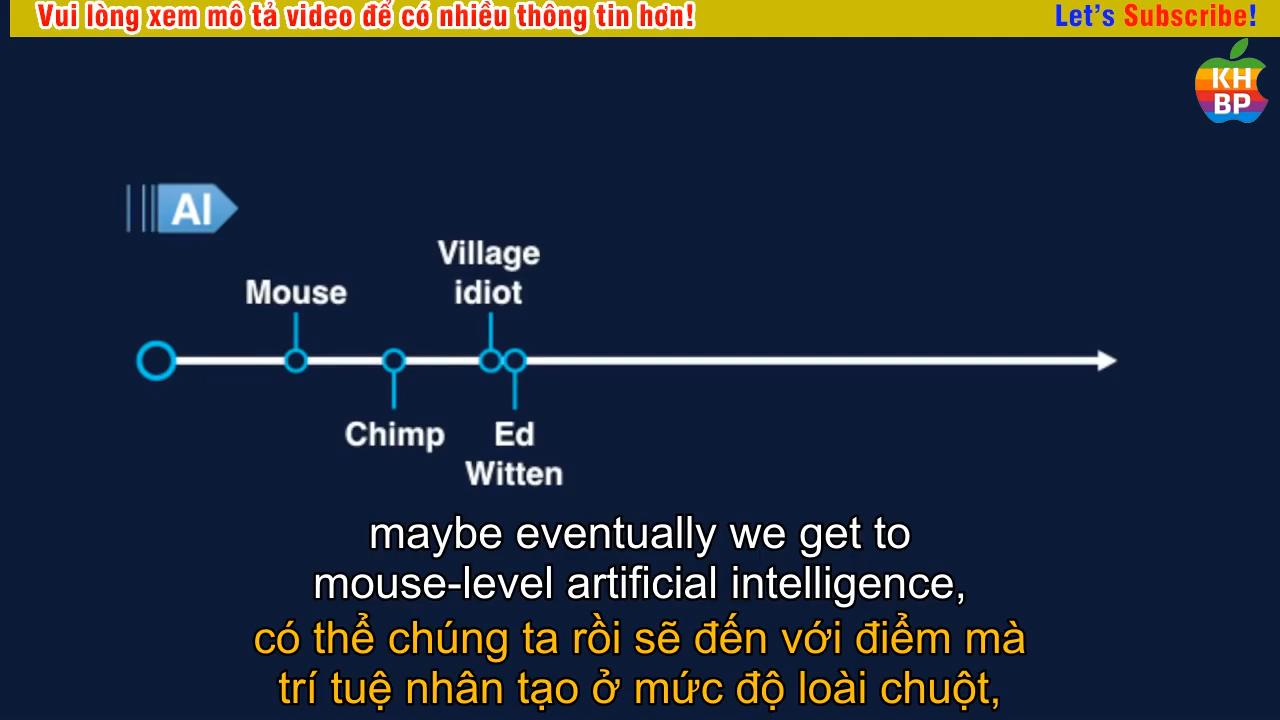 Vui lòng xem mô tả video để có nhiều thông tin hơn!
Let's Subscribe!
KH
BP
AI
Village
idiot
Mouse
Chimp
Ed
Witten
maybe eventually we get to
mouse-level artificial intelligence,
có thể chúng ta rồi sẽ đến với điểm mà
trí tuệ nhân tạo ở mức độ loài chuột,